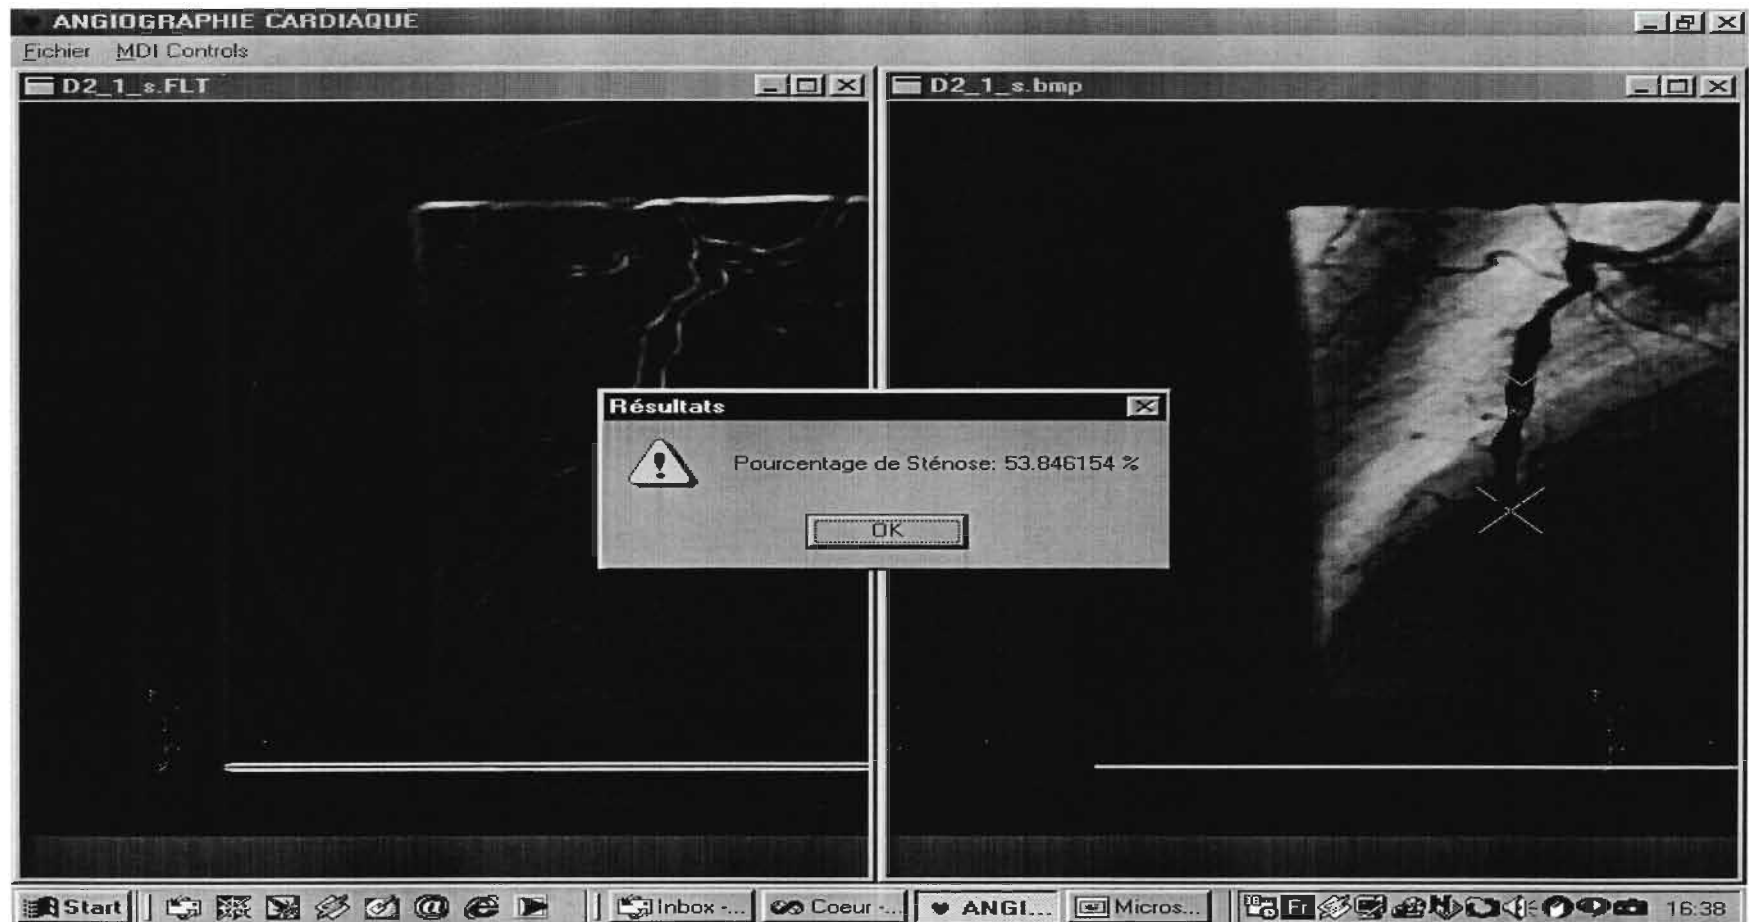 ANGIOGRAPHIE CARDIAQUE
Fichier MDI Controls
D2_1_s.FLT
D2_1_s.bmp
Résultats
Pourcentage de Sténose: 53.846154 %
OK
Start
Inbox -...
Coeur -...
ANGI...
Micros...
Fr
16:38